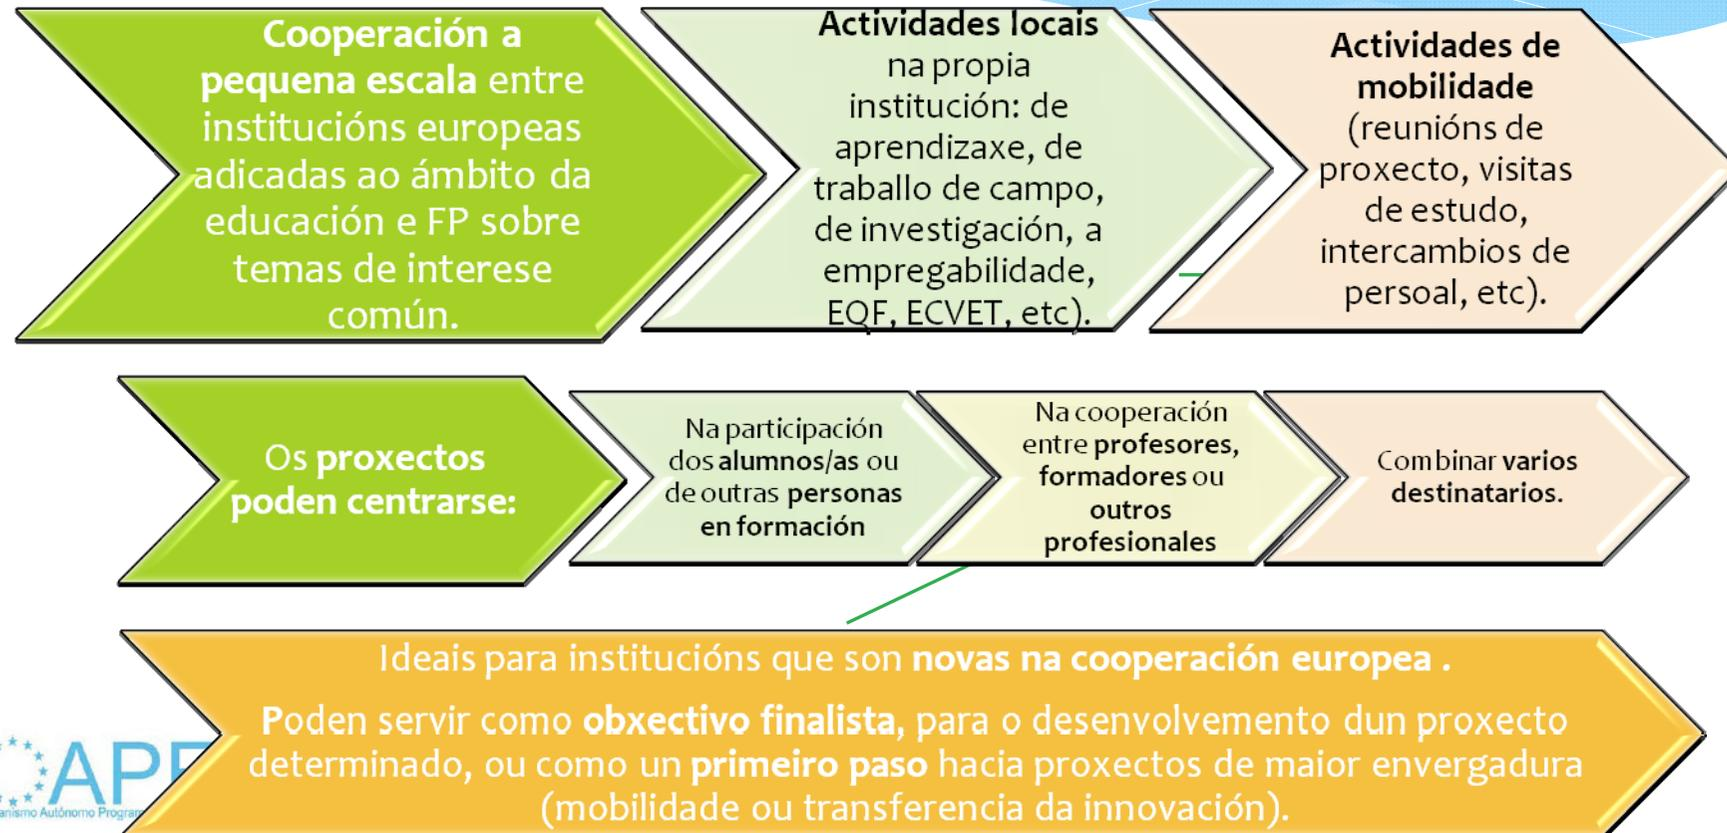 Cooperación a
pequena escala entre
institucións europeas
adicadas ao ámbito da
educación e FP sobre
temas de interese
común.
Actividades locais
na propia
institución: de
aprendizaxe, de
traballo de campo,
de investigación, a
empregabilidade,
EQF, ECVET, etc).
Actividades de
mobilidade
(reunións de
proxecto, visitas
de estudo,
intercambios de
persoal, etc).
Os proxectos
poden centrarse:
Na participación
dos alumnos/as ou
de outras personas
en formación
Na cooperación
entre profesores,
formadores ou
outros
profesionales
Combinar varios
destinatarios.
Ideais para institucións que son novas na cooperación europea .
Poden servir como obxectivo finalista, para o desenvolvemento dun proxecto
determinado, ou como un primeiro paso hacia proxectos de maior envergadura
(mobilidade ou transferencia da innovación).
Autónomo